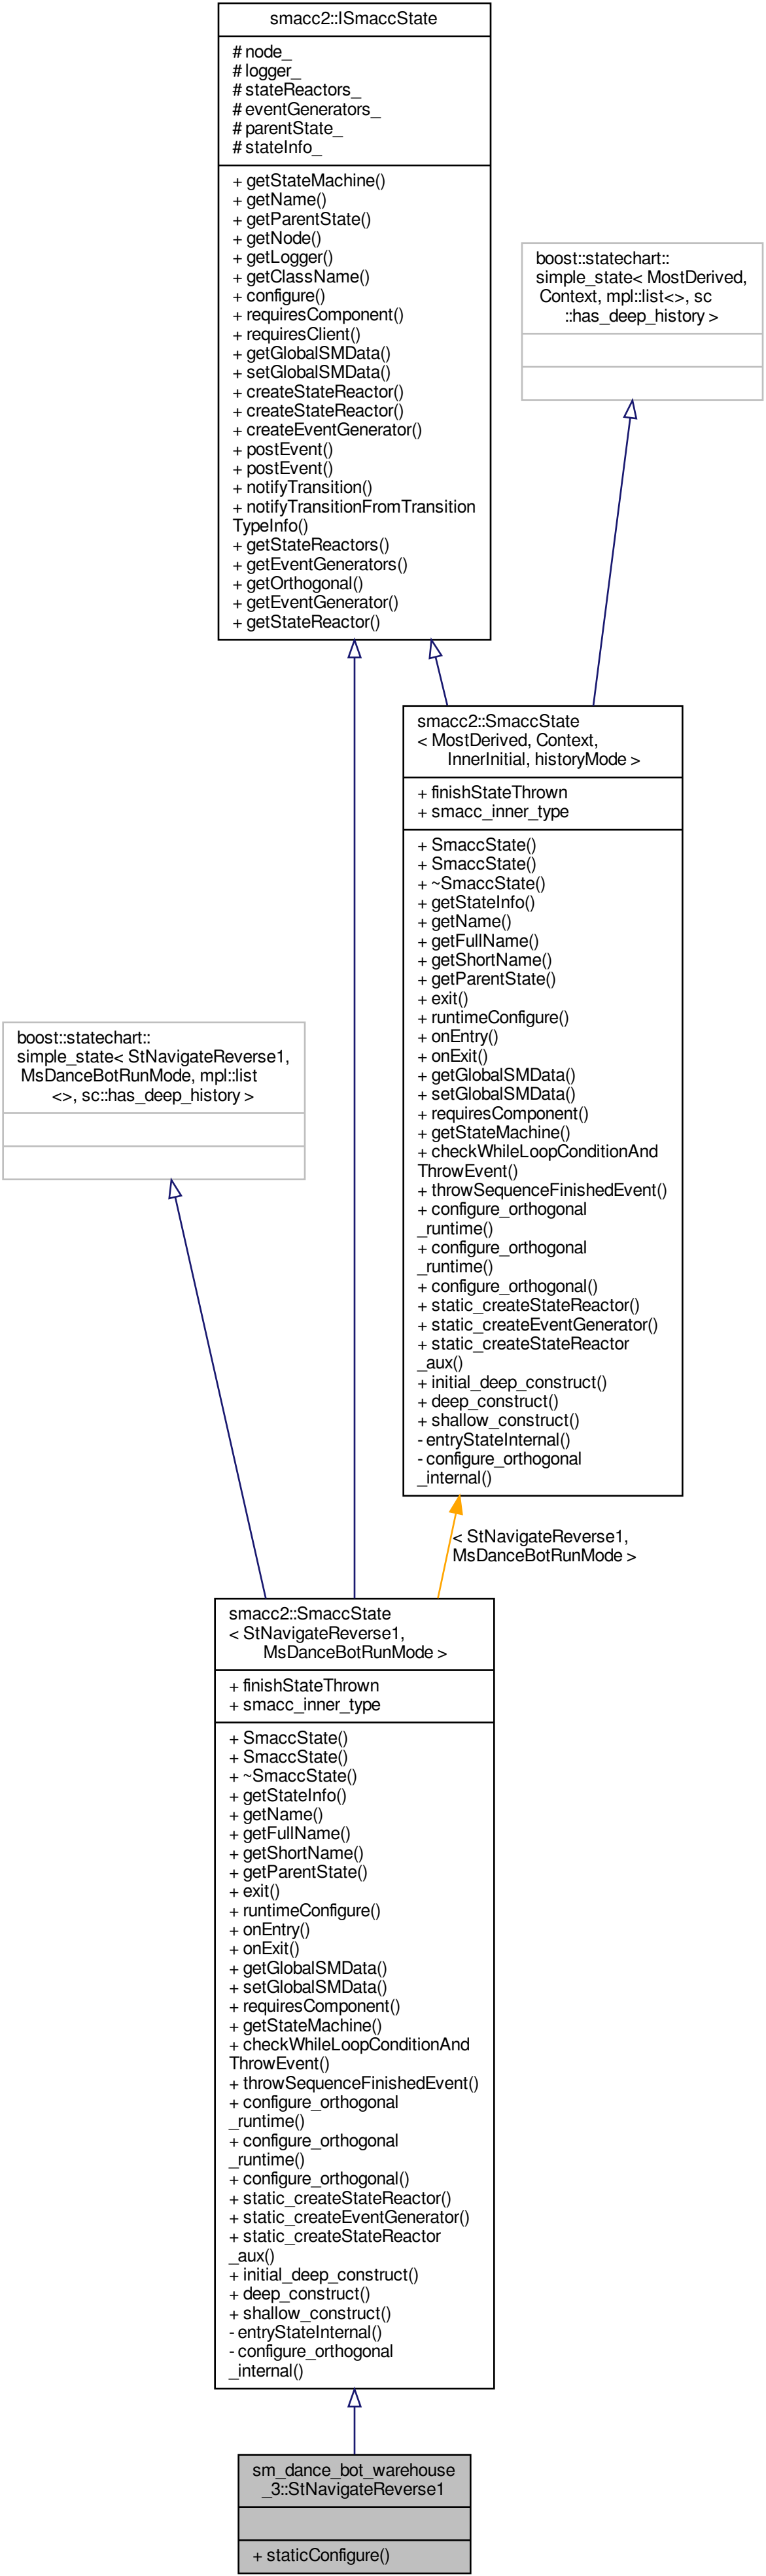 smacc2::ISmaccState
# node_
# logger_
# stateReactors_
# eventGenerators_
# parentState_
# stateInfo_
+ getStateMachine()
+ getName()
+ getParentState()
+ getNode()
+ getLogger()
+ getClassName()
+ configure()
+ requiresComponent()
+ requiresClient()
+ getGlobalSMData()
+ setGlobalSMData()
+ createStateReactor()
+ createStateReactor()
+ createEventGenerator()
+ postEvent()
+ postEvent()
+ notifyTransition()
+ notifyTransitionFromTransition
TypeInfo()
+ getStateReactors()
+ getEventGenerators()
+ getOrthogonal()
+ getEventGenerator()
+ getStateReactor()
boost::statechart::
simple_state< MostDerived,
Context, mpl::list<>, sc
::has_deep_history >
smacc2::SmaccState
< MostDerived, Context,
InnerInitial, historyMode >
+ finishStateThrown
+ smacc_inner_type
+ SmaccState()
+ SmaccState()
+ ~SmaccState()
+ getStateInfo()
+ getName()
+ getFullName()
+ getShortName()
+ getParentState()
+ exit()
+ runtimeConfigure()
+ onEntry()
+ onExit()
+ getGlobalSMData()
+ setGlobalSMData()
+ requiresComponent()
+ getStateMachine()
+ checkWhileLoopConditionAnd
ThrowEvent()
+ throwSequenceFinishedEvent()
+ configure_orthogonal
_runtime()
+ configure_orthogonal
_runtime()
+ configure_orthogonal()
+ static_createStateReactor()
+ static_createEventGenerator()
+ static_createStateReactor
_aux()
+ initial_deep_construct()
+ deep_construct()
+ shallow_construct()
- entryStateInternal()
- configure_orthogonal
_internal()
boost::statechart::
simple_state< StNavigateReverse1,
MsDanceBotRunMode, mpl::list
<>, sc::has_deep_history >
< StNavigateReverse1,
MsDanceBotRunMode >
smacc2::SmaccState
< StNavigateReverse1,
MsDanceBotRunMode >
+ finishStateThrown
+ smacc_inner_type
+ SmaccState()
+ SmaccState()
+ ~SmaccState()
+ getStateInfo()
+ getName()
+ getFullName()
+ getShortName()
+ getParentState()
+ exit()
+ runtimeConfigure()
+ onEntry()
+ onExit()
+ getGlobalSMData()
+ setGlobalSMData()
+ requiresComponent()
+ getStateMachine()
+ checkWhileLoopConditionAnd
ThrowEvent()
+ throwSequenceFinishedEvent()
+ configure_orthogonal
_runtime()
+ configure_orthogonal
_runtime()
+ configure_orthogonal()
+ static_createStateReactor()
+ static_createEventGenerator()
+ static_createStateReactor
_aux()
+ initial_deep_construct()
+ deep_construct()
+ shallow_construct()
- entryStateInternal()
- configure_orthogonal
_internal()
sm_dance_bot_warehouse
_3::StNavigateReverse1
+ staticConfigure()